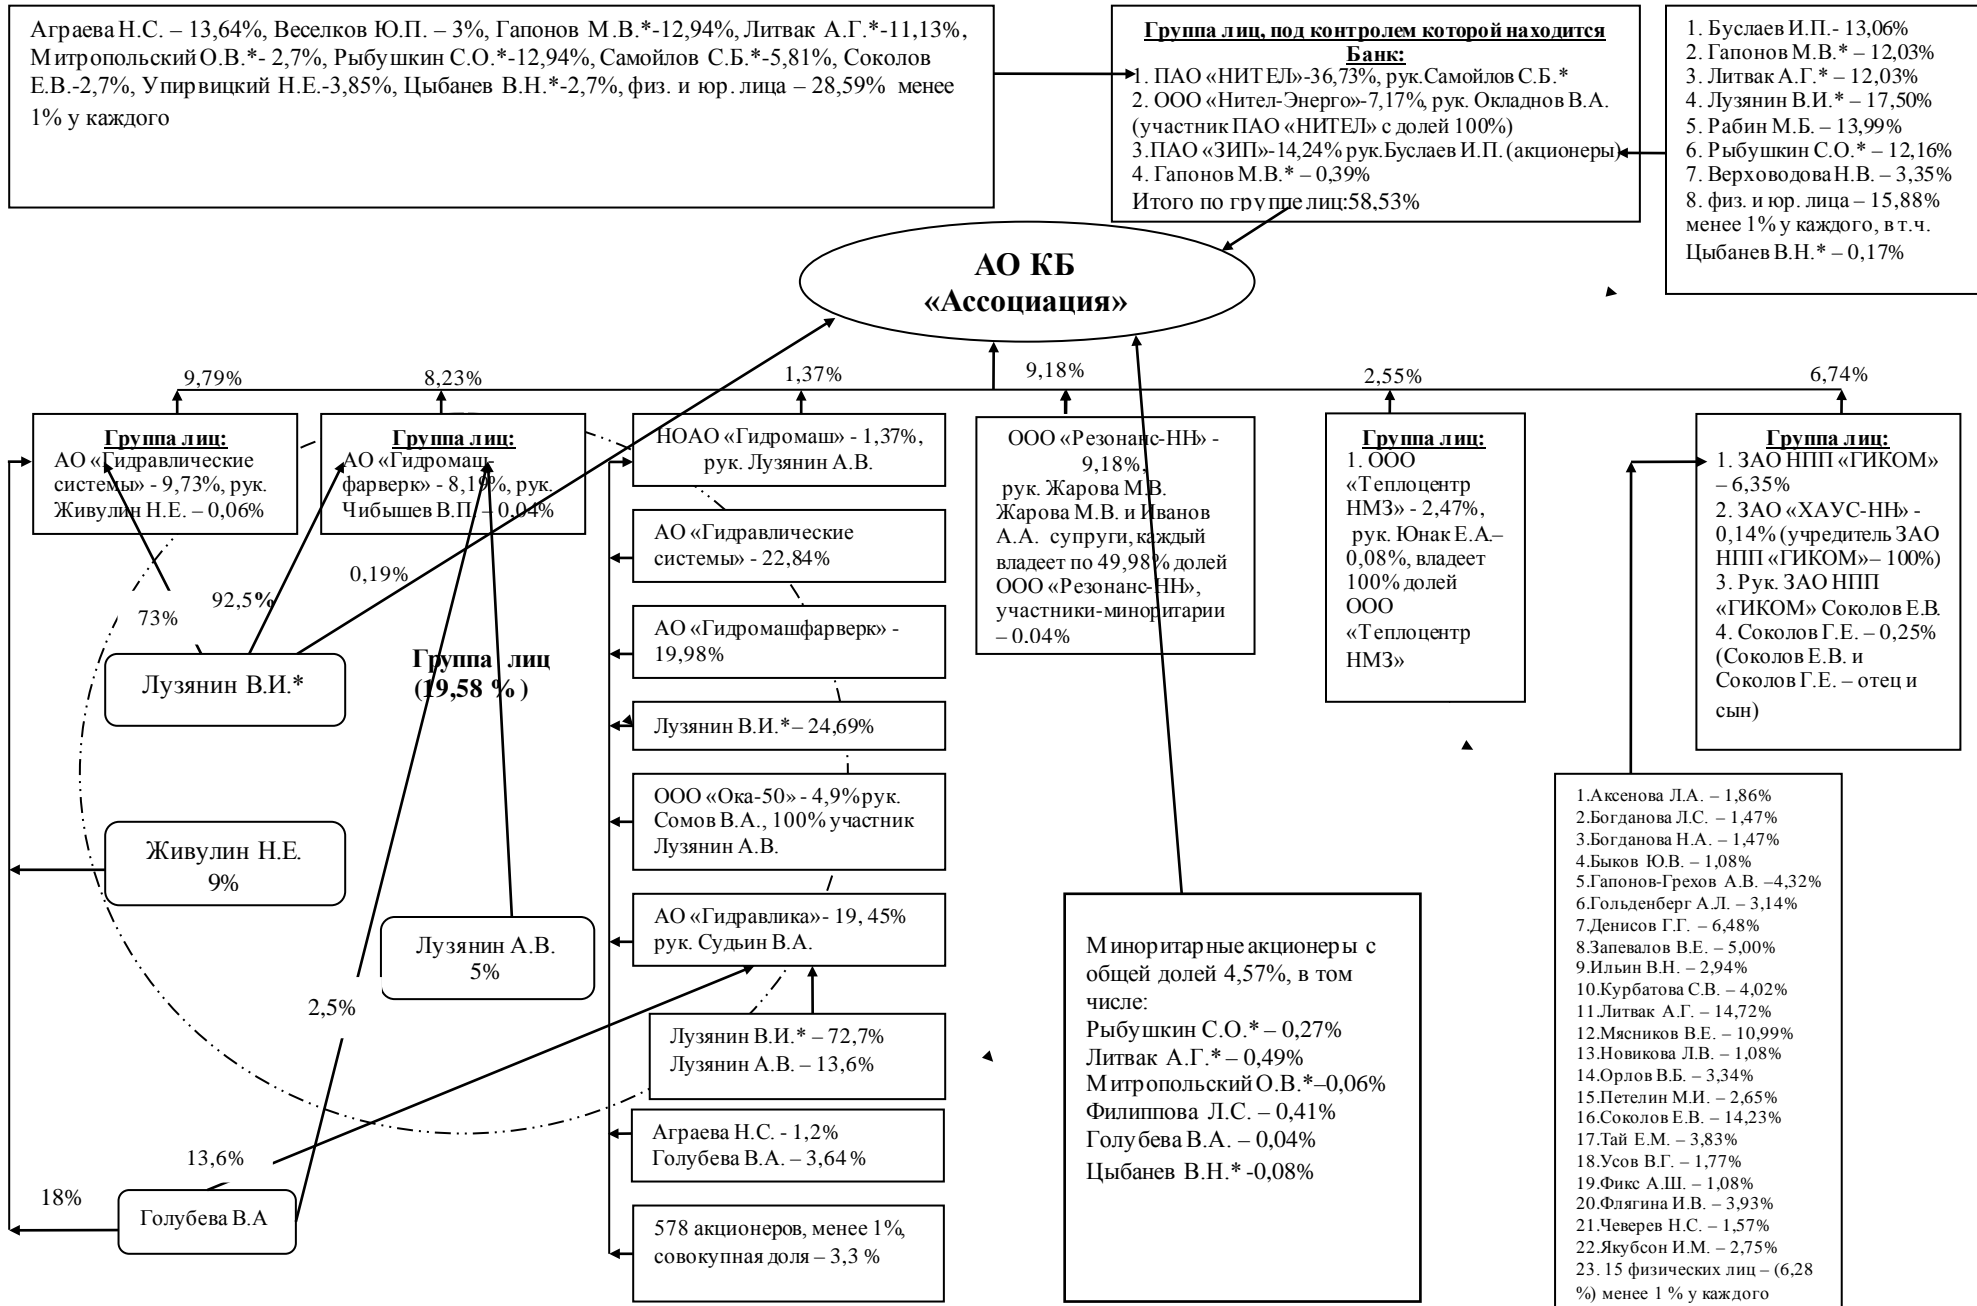 Аграева Н.С. – 13,64%, Веселков Ю.П. – 3%, Гапонов М.В.*-12,94%, Литвак А.Г.*-11,13%,
Митропольский О.В.*- 2,7%, Рыбушкин С.О.*-12,94%, Самойлов С.Б.*-5,81%, Соколов
Е.В.-2,7%, Упирвицкий Н.Е.-3,85%, Цыбанев В.Н.*-2,7%, физ. и юр. лица – 28,59% менее
1% у каждого
Группа лиц, под контролем которой находится
Банк:
1. ПАО «НИТЕЛ»-36,73%, рук.Самойлов С.Б.*
2. ООО «Нител-Энерго»-7,17%, рук. Окладнов В.А.
(участник ПАО «НИТЕЛ» с долей 100%)
3.ПАО «ЗИП»-14,24% рук.Буслаев И.П. (акционеры)
4. Гапонов М.В.* – 0,39%
Итого по группе лиц:58,53%
1. Буслаев И.П.- 13,06%
2. Гапонов М.В.* – 12,03%
3. Литвак А.Г.* – 12,03%
4. Лузянин В.И.* – 17,50%
5. Рабин М.Б. – 13,99%
6. Рыбушкин С.О.* – 12,16%
7. Верховодова Н.В. – 3,35%
8. физ. и юр. лица – 15,88%
менее 1% у каждого, в т.ч.
Цыбанев В.Н.* – 0,17%
АО КБ
«Ассоциация»
9,79%
8,23%
1,37%
9,18%
2,55%
6,74%
Группа лиц:
АО «Гидравлические
системы» - 9,73%, рук.
Живулин Н.Е. – 0,06%
Группа лиц:
АО «Гидромаш-
фарверк» - 8,19%, рук.
Чибышев В.П. – 0,04%
НОАО «Гидромаш» - 1,37%,
рук. Лузянин А.В.
АО «Гидравлические
системы» - 22,84%
АО «Гидромашфарверк» -
19,98%
Лузянин В.И.* – 24,69%
ООО «Ока-50» - 4,9% рук.
Сомов В.А., 100% участник
Лузянин А.В.
АО «Гидравлика» - 19, 45%
рук. Судьин В.А.
Лузянин В.И.* – 72,7%
Лузянин А.В. – 13,6%
Аграева Н.С. - 1,2%
Голубева В.А. – 3,64 %
578 акционеров, менее 1%,
совокупная доля – 3,3 %
ООО «Резонанс-НН» -
9,18%,
рук. Жарова М.В.
Жарова М.В. и Иванов
А.А. супруги, каждый
владеет по 49,98% долей
ООО «Резонанс-НН»,
участники-миноритарии
– 0,04%
Группа лиц:
1. ООО
«Теплоцентр
НМЗ» - 2,47%,
рук. Юнак Е.А.–
0,08%, владеет
100% долей
ООО
«Теплоцентр
НМЗ»
Группа лиц:
1. ЗАО НПП «ГИКОМ»
– 6,35%
2. ЗАО «ХАУС-НН» -
0,14% (учредитель ЗАО
НПП «ГИКОМ»– 100%)
3. Рук. ЗАО НПП
«ГИКОМ» Соколов Е.В.
4. Соколов Г.Е. – 0,25%
(Соколов Е.В. и
Соколов Г.Е. – отец и
сын)
73%
92,5%
0,19%
Лузянин В.И.*
Группа лиц
(19,58 %)
Живулин Н.Е.
9%
Лузянин А.В.
5%
2,5%
13,6%
18%
Голубева В.А
Миноритарные акционеры с
общей долей 4,57%, в том
числе:
Рыбушкин С.О.* – 0,27%
Литвак А.Г.* – 0,49%
Митропольский О.В.*–0,06%
Филиппова Л.С. – 0,41%
Голубева В.А. – 0,04%
Цыбанев В.Н.* -0,08%
1.Аксенова Л.А. – 1,86%
2.Богданова Л.С. – 1,47%
3.Богданова Н.А. – 1,47%
4.Быков Ю.В. – 1,08%
5.Гапонов-Грехов А.В. –4,32%
6.Гольденберг А.Л. – 3,14%
7.Денисов Г.Г. – 6,48%
8.Запевалов В.Е. – 5,00%
9.Ильин В.Н. – 2,94%
10.Курбатова С.В. – 4,02%
11.Литвак А.Г. – 14,72%
12.Мясников В.Е. – 10,99%
13.Новикова Л.В. – 1,08%
14.Орлов В.Б. – 3,34%
15.Петелин М.И. – 2,65%
16.Соколов Е.В. – 14,23%
17.Тай Е.М. – 3,83%
18.Усов В.Г. – 1,77%
19.Фикс А.Ш. – 1,08%
20.Флягина И.В. – 3,93%
21.Чеверев Н.С. – 1,57%
22.Якубсон И.М. – 2,75%
23. 15 физических лиц – (6,28
%) менее 1 % у каждого